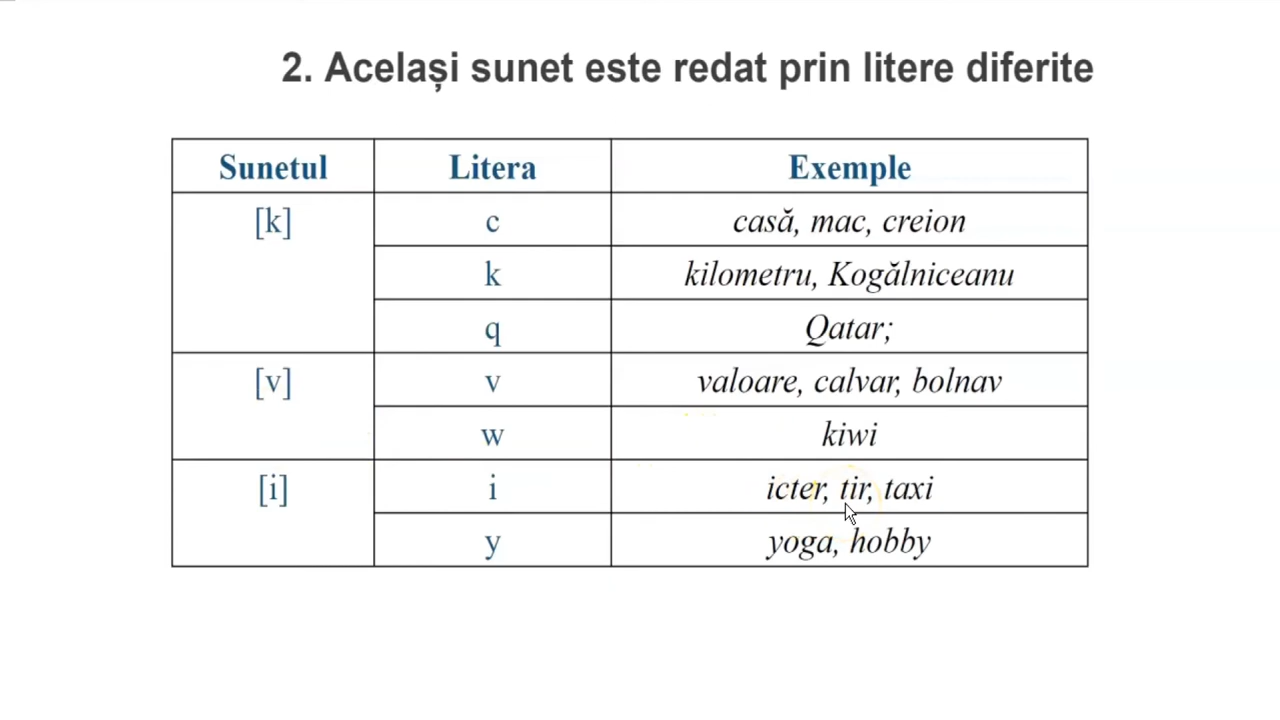 2. Același sunet este redat prin litere diferite
Sunetul Litera Exemple
[k] c casă, mac, creion
k kilometru, Kogălniceanu
q Qatar;
[v] v valoare, calvar, bolnav
w kiwi
[i] i icter, tir, taxi
y yoga, hobby